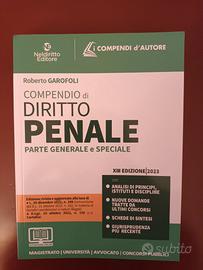 Neldiritto
Editore
I COMPENDI D'AUTORE
Roberto GAROFOLI
COMPENDIO di
DIRITTO
PENALE
PARTE GENERALE e SPECIALE
XIII EDIZIONE 2023
ANALISI DI PRINCIPI,
ISTITUTI E DISCIPLINE
NUOVE DOMANDE
TRATTE DA
ULTIMI CONCORSI
SCHEDE DI SINTESI
GIURISPRUDENZA
PIÙ RECENTE
MAGISTRATO | UNIVERSITÀ | AVVOCATO | CONCORSI PUBBLICI
subito